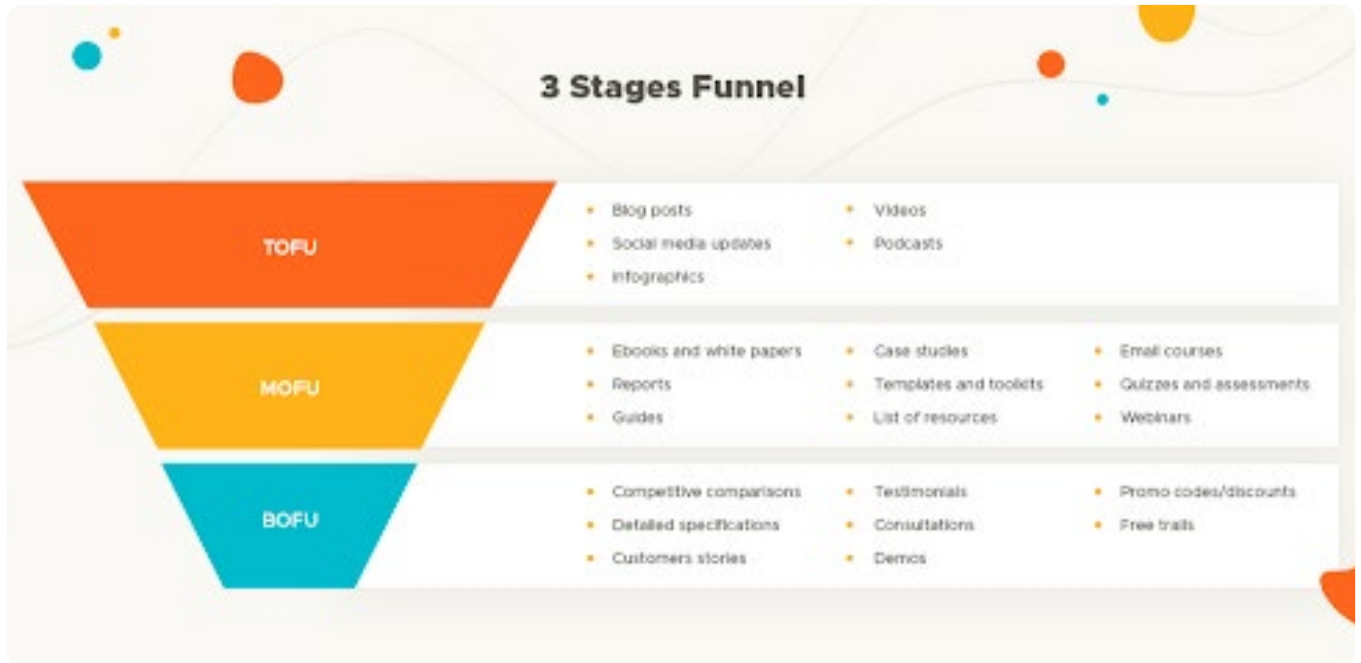 3 Stages Funnel
TOFU
Blog posts
Social media updates
infographics
Videos
Podcasts
MOFU
Ebooks and white papers
Reports
Guides
Case studies
Templates and toolkits
List of resources
Email courses
Quizzes and assessments
Webinars
BOFU
Competitive comparisons
Detailed specifications
Customers stories
Testimonials
Consultations
Demos
Promo codes/discounts
Free trails